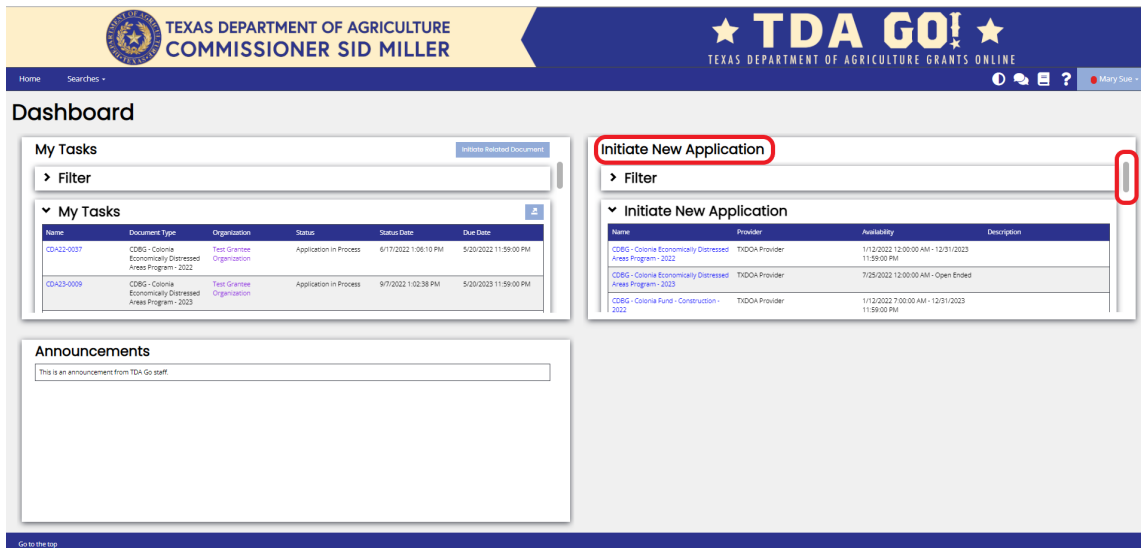 TEXAS DEPARTMENT OF AGRICULTURE
COMMISSIONER SID MILLER
TDA GO!
TEXAS DEPARTMENT OF AGRICULTURE GRANTS ONLINE
Home Searches
? Mary Sue
Dashboard
My Tasks
Initiate Related Document
Filter
My Tasks
Name Document Type Organization Status Status Date Due Date
CDA22-0037 CDBG - Colonia Test Grantee Application in Process 6/17/2022 1:06:10 PM 5/20/2022 11:59:00 PM
Economically Distressed Organization
Areas Program - 2022
CDA23-0009 CDBG - Colonia Test Grantee Application in Process 9/7/2022 1:02:38 PM 5/20/2023 11:59:00 PM
Economically Distressed Organization
Areas Program - 2023
Initiate New Application
Filter
Initiate New Application
Name Provider Availability Description
CDBG - Colonia Economically Distressed TXDOA Provider 1/12/2022 12:00:00 AM - 12/31/2023
Areas Program - 2022 11:59:00 PM
CDBG - Colonia Economically Distressed TXDOA Provider 7/25/2022 12:00:00 AM - Open Ended
Areas Program - 2023
CDBG - Colonia Fund - Construction - TXDOA Provider 1/12/2022 7:00:00 AM - 12/31/2023
2022 11:59:00 PM
Announcements
This is an announcement from TDA Go staff.
Go to the top